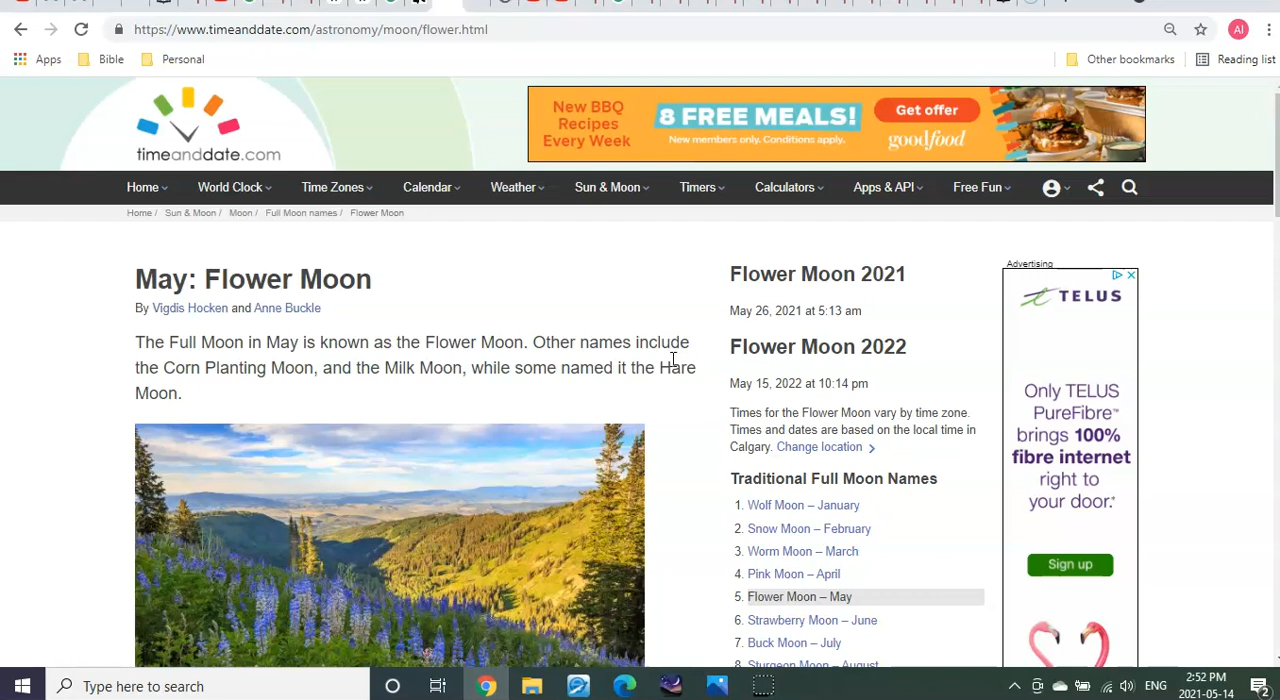 https://www.timeanddate.com/astronomy/moon/flower.html
AI
Apps
Bible
Personal
Other bookmarks
Reading list
timeanddate.com
New BBQ
Recipes
Every Week
8 FREE MEALS!
New members only. Conditions apply.
Get offer
goodfood
Home
World Clock
Time Zones
Calendar
Weather
Sun & Moon
Timers
Calculators
Apps & API
Free Fun
Home / Sun & Moon / Moon / Full Moon names / Flower Moon
May: Flower Moon
By Vigdis Hocken and Anne Buckle
The Full Moon in May is known as the Flower Moon. Other names include
the Corn Planting Moon, and the Milk Moon, while some named it the Hare
Moon.
Flower Moon 2021
May 26, 2021 at 5:13 am
Flower Moon 2022
May 15, 2022 at 10:14 pm
Times for the Flower Moon vary by time zone.
Times and dates are based on the local time in
Calgary. Change location
Traditional Full Moon Names
1. Wolf Moon – January
2. Snow Moon – February
3. Worm Moon – March
4. Pink Moon – April
5. Flower Moon – May
6. Strawberry Moon – June
7. Buck Moon – July
8. Sturgeon Moon – August
Advertising
TELUS
Only TELUS
PureFibre™
brings 100%
fibre internet
right to
your door.*
Sign up
Type here to search
ENG
2:52 PM
2021-05-14
2